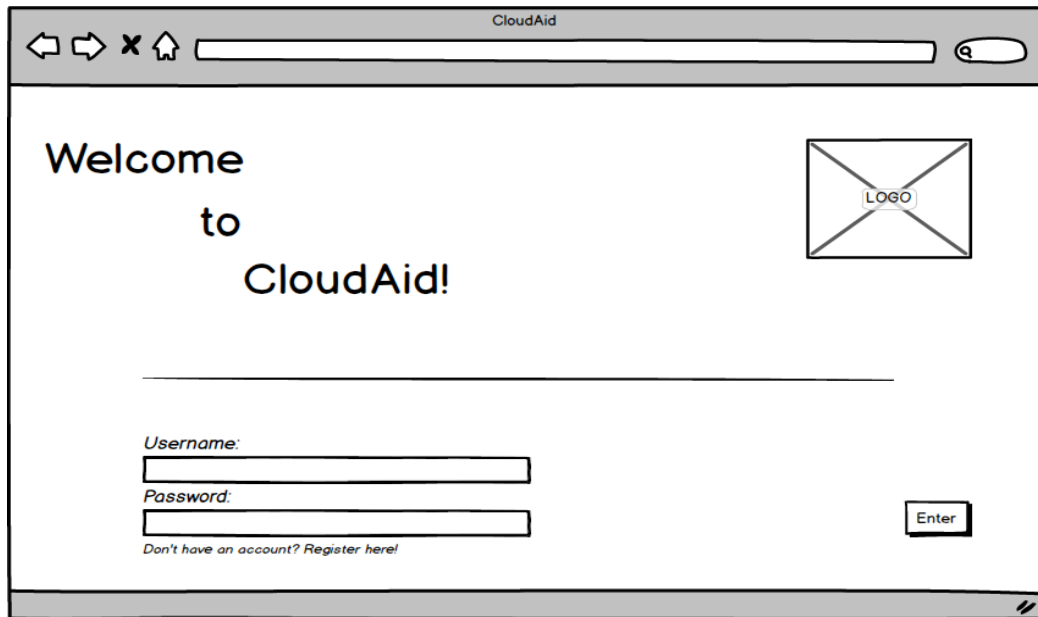 CloudAid
Welcome
to
CloudAid!
LOGO
Username:
Password:
Don't have an account? Register here!
Enter